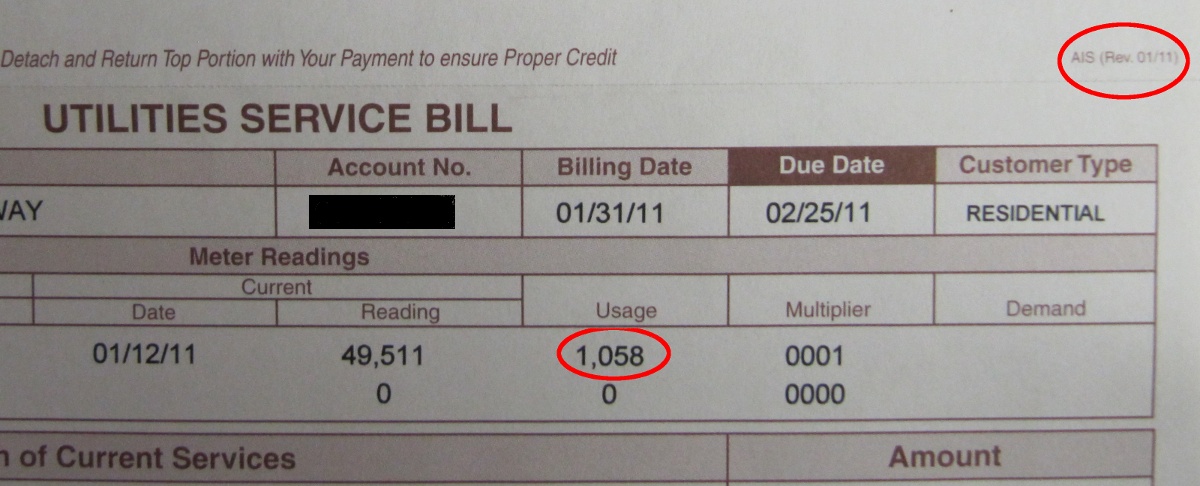 Detach and Return Top Portion with Your Payment to ensure Proper Credit
AIS (Rev. 01/11)
UTILITIES SERVICE BILL
Account No. Billing Date Due Date Customer Type
WAY 01/31/11 02/25/11 RESIDENTIAL
Meter Readings
Current
Date Reading Usage Multiplier Demand
01/12/11 49,511 1,058 0001
0 0 0000
of Current Services Amount